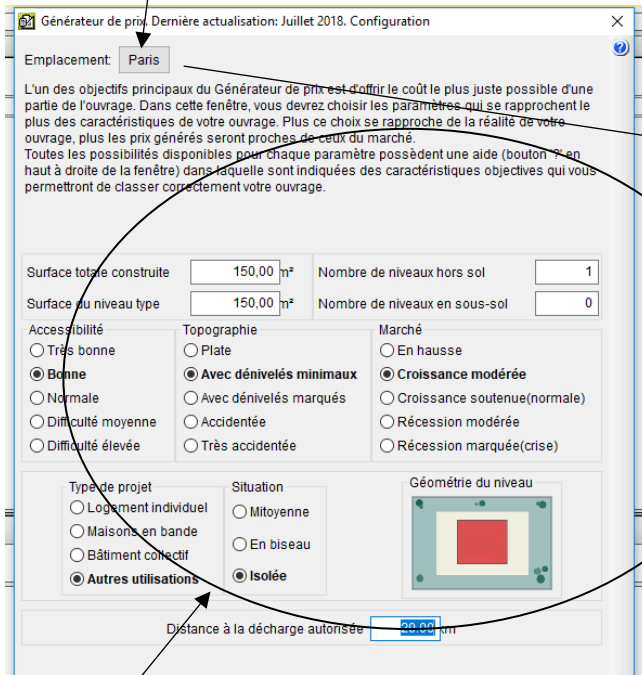 Générateur de prix. Dernière actualisation: Juillet 2018. Configuration
Emplacement: Paris
L'un des objectifs principaux du Générateur de prix est d'offrir le coût le plus juste possible d'une
partie de l'ouvrage. Dans cette fenêtre, vous devrez choisir les paramètres qui se rapprochent le
plus des caractéristiques de votre ouvrage. Plus ce choix se rapproche de la réalité de votre
ouvrage, plus les prix générés seront proches de ceux du marché.
Toutes les possibilités disponibles pour chaque paramètre possèdent une aide (bouton '?' en
haut à droite de la fenêtre) dans laquelle sont indiquées des caractéristiques objectives qui vous
permettront de classer correctement votre ouvrage.
Surface totale construite 150,00 m² Nombre de niveaux hors sol 1
Surface du niveau type 150,00 m² Nombre de niveaux en sous-sol 0
Accessibilité Topographie Marché
Très bonne Plate En hausse
Bonne Avec dénivelés minimaux Croissance modérée
Normale Avec dénivelés marqués Croissance soutenue(normale)
Difficulté moyenne Accidentée Récession modérée
Difficulté élevée Très accidentée Récession marquée(crise)
Type de projet Situation Géométrie du niveau
Logement individuel Mitoyenne
Maisons en bande
Bâtiment collectif En biseau
Autres utilisations Isolée
Distance à la décharge autorisée 20.00 km